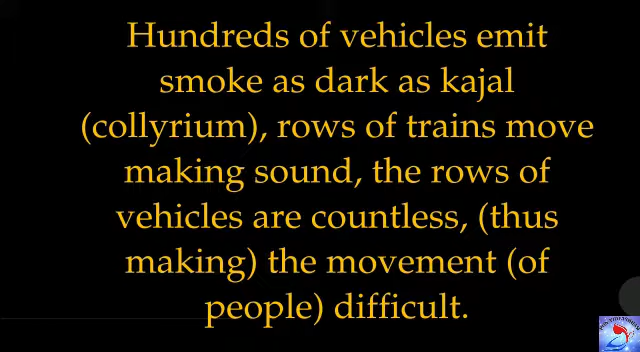 Hundreds of vehicles emit
smoke as dark as kajal
(collyrium), rows of trains move
making sound, the rows of
vehicles are countless, (thus
making) the movement (of
people) difficult.